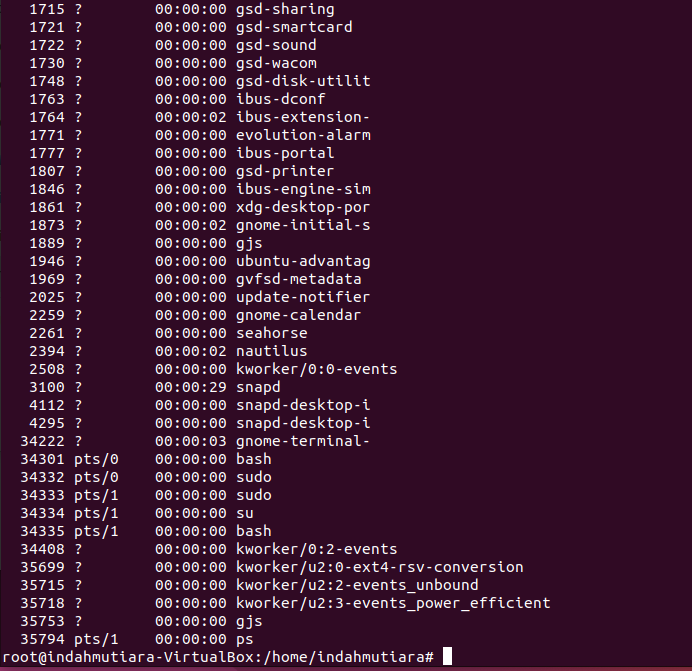 1715 ? 00:00:00 gsd-sharing
1721 ? 00:00:00 gsd-smartcard
1722 ? 00:00:00 gsd-sound
1730 ? 00:00:00 gsd-wacom
1748 ? 00:00:00 gsd-disk-utilit
1763 ? 00:00:00 ibus-dconf
1764 ? 00:00:02 ibus-extension-
1771 ? 00:00:00 evolution-alarm
1777 ? 00:00:00 ibus-portal
1807 ? 00:00:00 gsd-printer
1846 ? 00:00:00 ibus-engine-sim
1861 ? 00:00:00 xdg-desktop-por
1873 ? 00:00:02 gnome-initial-s
1889 ? 00:00:00 gjs
1946 ? 00:00:00 ubuntu-advantag
1969 ? 00:00:00 gvfsd-metadata
2025 ? 00:00:00 update-notifier
2259 ? 00:00:00 gnome-calendar
2261 ? 00:00:00 seahorse
2394 ? 00:00:02 nautilus
2508 ? 00:00:00 kworker/0:0-events
3100 ? 00:00:29 snapd
4112 ? 00:00:00 snapd-desktop-i
4295 ? 00:00:00 snapd-desktop-i
34222 ? 00:00:03 gnome-terminal-
34301 pts/0 00:00:00 bash
34332 pts/0 00:00:00 sudo
34333 pts/1 00:00:00 sudo
34334 pts/1 00:00:00 su
34335 pts/1 00:00:00 bash
34408 ? 00:00:00 kworker/0:2-events
35699 ? 00:00:00 kworker/u2:0-ext4-rsv-conversion
35715 ? 00:00:00 kworker/u2:2-events_unbound
35718 ? 00:00:00 kworker/u2:3-events_power_efficient
35753 ? 00:00:00 gjs
35794 pts/1 00:00:00 ps
root@indahmutiara-VirtualBox:/home/indahmutiara#